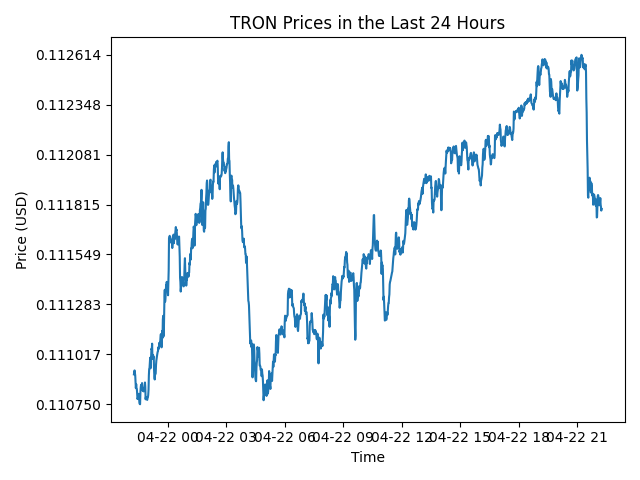 TRON Prices in the Last 24 Hours
0.112614
0.112348
0.112081
0.111815
0.111549
0.111283
0.111017
0.110750
Price (USD)
04-22 00 04-22 03 04-22 06 04-22 09 04-22 12 04-22 15 04-22 18 04-22 21
Time